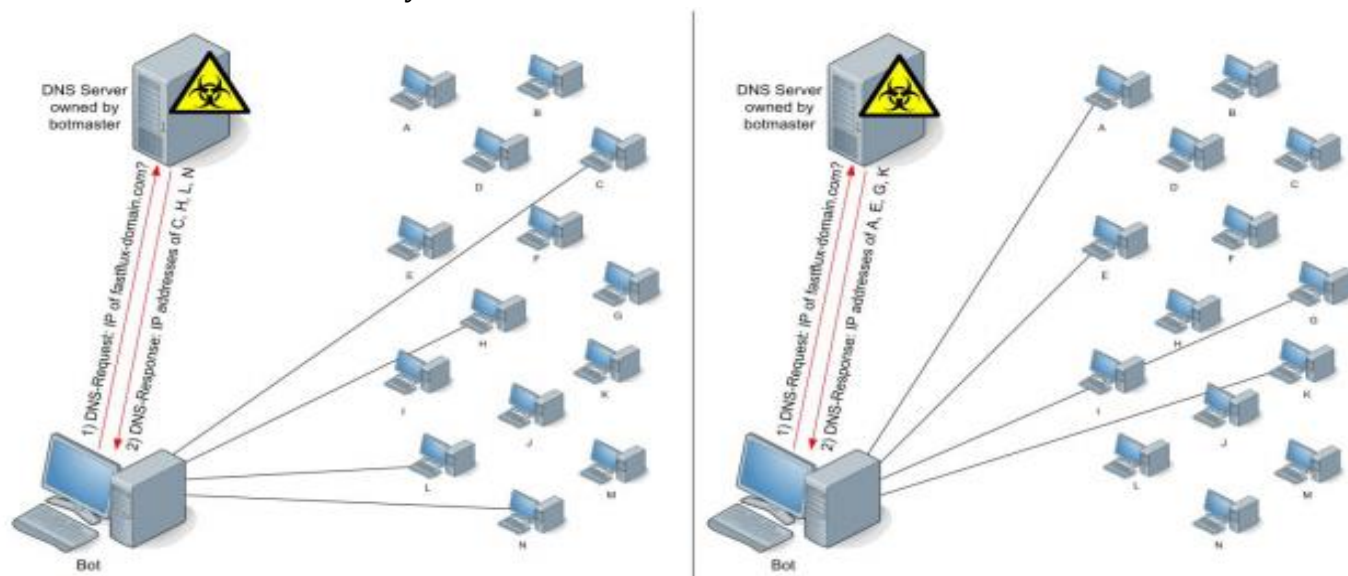 DNS Server
owned by
botmaster
1) DNS-Request: IP of fastflux-domain.com?
2) DNS-Response: IP addresses of C, H, L, N
Bot
A
B
D
C
E
F
G
H
I
K
J
L
M
N
DNS Server
owned by
botmaster
1) DNS-Request: IP of fastflux-domain.com?
2) DNS-Response: IP addresses of A, E, G, K
Bot
A
B
D
C
E
F
G
H
I
K
J
L
M
N